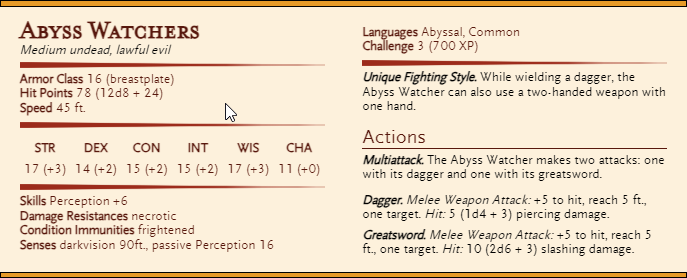 Abyss Watchers
Medium undead, lawful evil
Armor Class 16 (breastplate)
Hit Points 78 (12d8 + 24)
Speed 45 ft.
STR DEX CON INT WIS CHA
17 (+3) 14 (+2) 15 (+2) 15 (+2) 17 (+3) 11 (+0)
Skills Perception +6
Damage Resistances necrotic
Condition Immunities frightened
Senses darkvision 90ft., passive Perception 16
Languages Abyssal, Common
Challenge 3 (700 XP)
Unique Fighting Style. While wielding a dagger, the
Abyss Watcher can also use a two-handed weapon with
one hand.
Actions
Multiattack. The Abyss Watcher makes two attacks: one
with its dagger and one with its greatsword.
Dagger. Melee Weapon Attack: +5 to hit, reach 5 ft.,
one target. Hit: 5 (1d4 + 3) piercing damage.
Greatsword. Melee Weapon Attack: +5 to hit, reach 5
ft., one target. Hit: 10 (2d6 + 3) slashing damage.